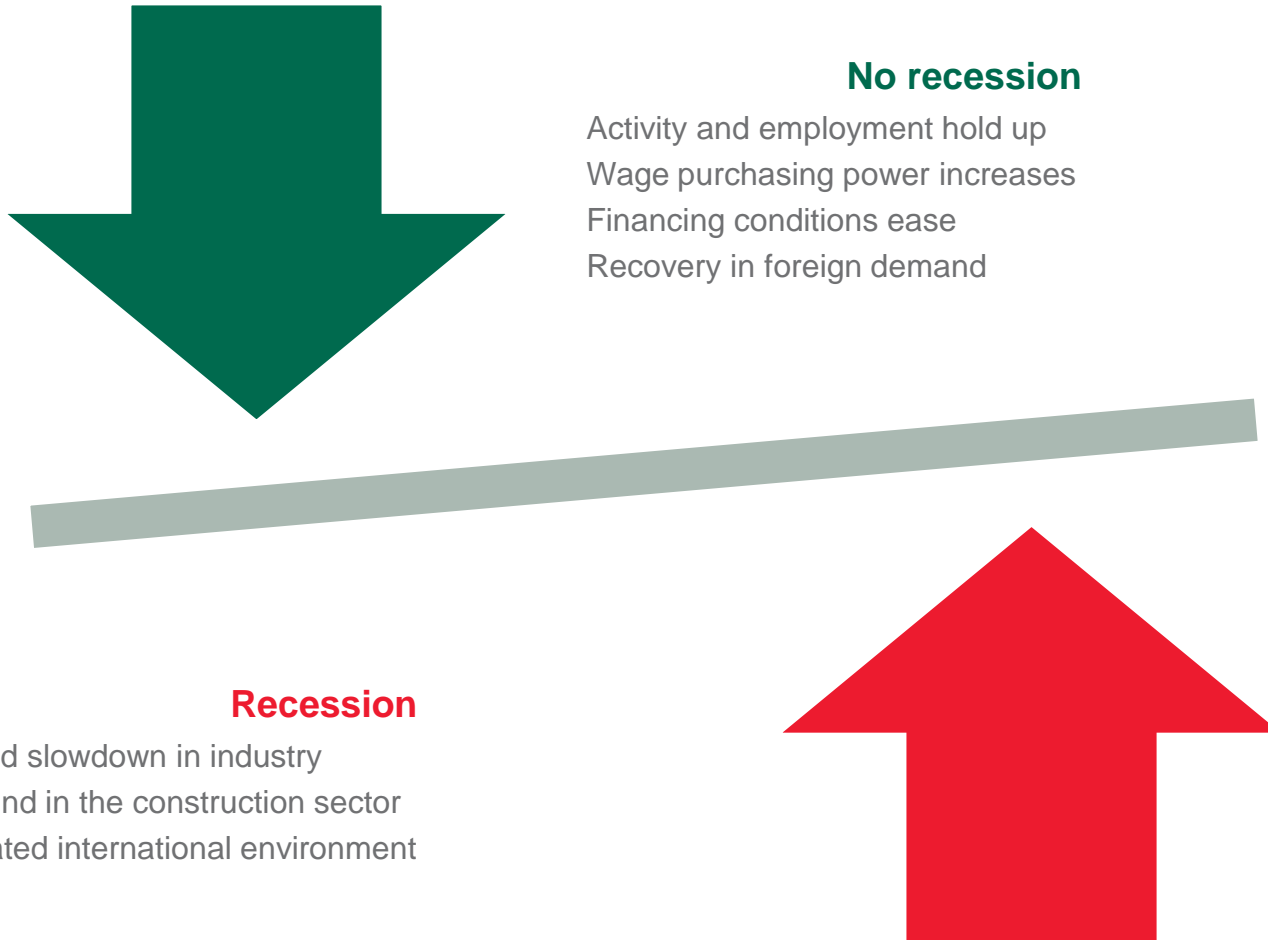 No recession
Activity and employment hold up
Wage purchasing power increases
Financing conditions ease
Recovery in foreign demand
Recession
slowdown in industry
in the construction sector
international environment